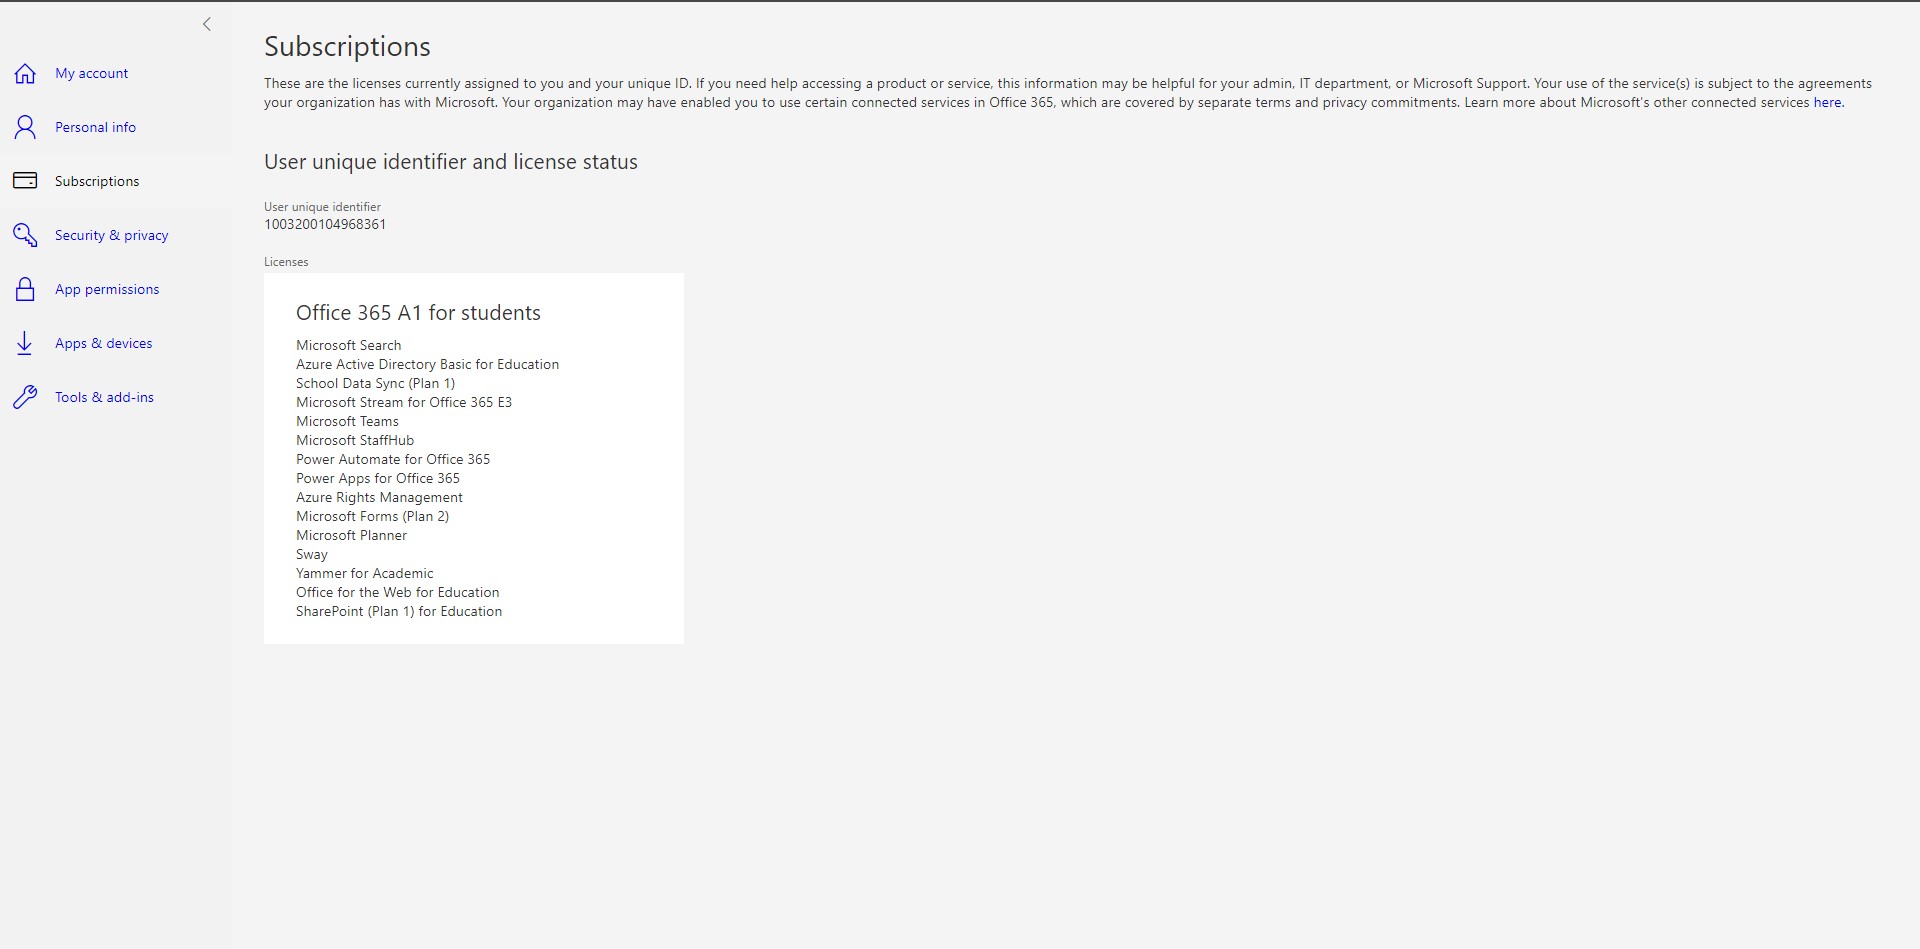 Subscriptions
These are the licenses currently assigned to you and your unique ID. If you need help accessing a product or service, this information may be helpful for your admin, IT department, or Microsoft Support. Your use of the service(s) is subject to the agreements
your organization has with Microsoft. Your organization may have enabled you to use certain connected services in Office 365, which are covered by separate terms and privacy commitments. Learn more about Microsoft's other connected services here.
My account
Personal info
Subscriptions
Security & privacy
App permissions
Apps & devices
Tools & add-ins
User unique identifier and license status
User unique identifier
1003200104968361
Licenses
Office 365 A1 for students
Microsoft Search
Azure Active Directory Basic for Education
School Data Sync (Plan 1)
Microsoft Stream for Office 365 E3
Microsoft Teams
Microsoft StaffHub
Power Automate for Office 365
Power Apps for Office 365
Azure Rights Management
Microsoft Forms (Plan 2)
Microsoft Planner
Sway
Yammer for Academic
Office for the Web for Education
SharePoint (Plan 1) for Education